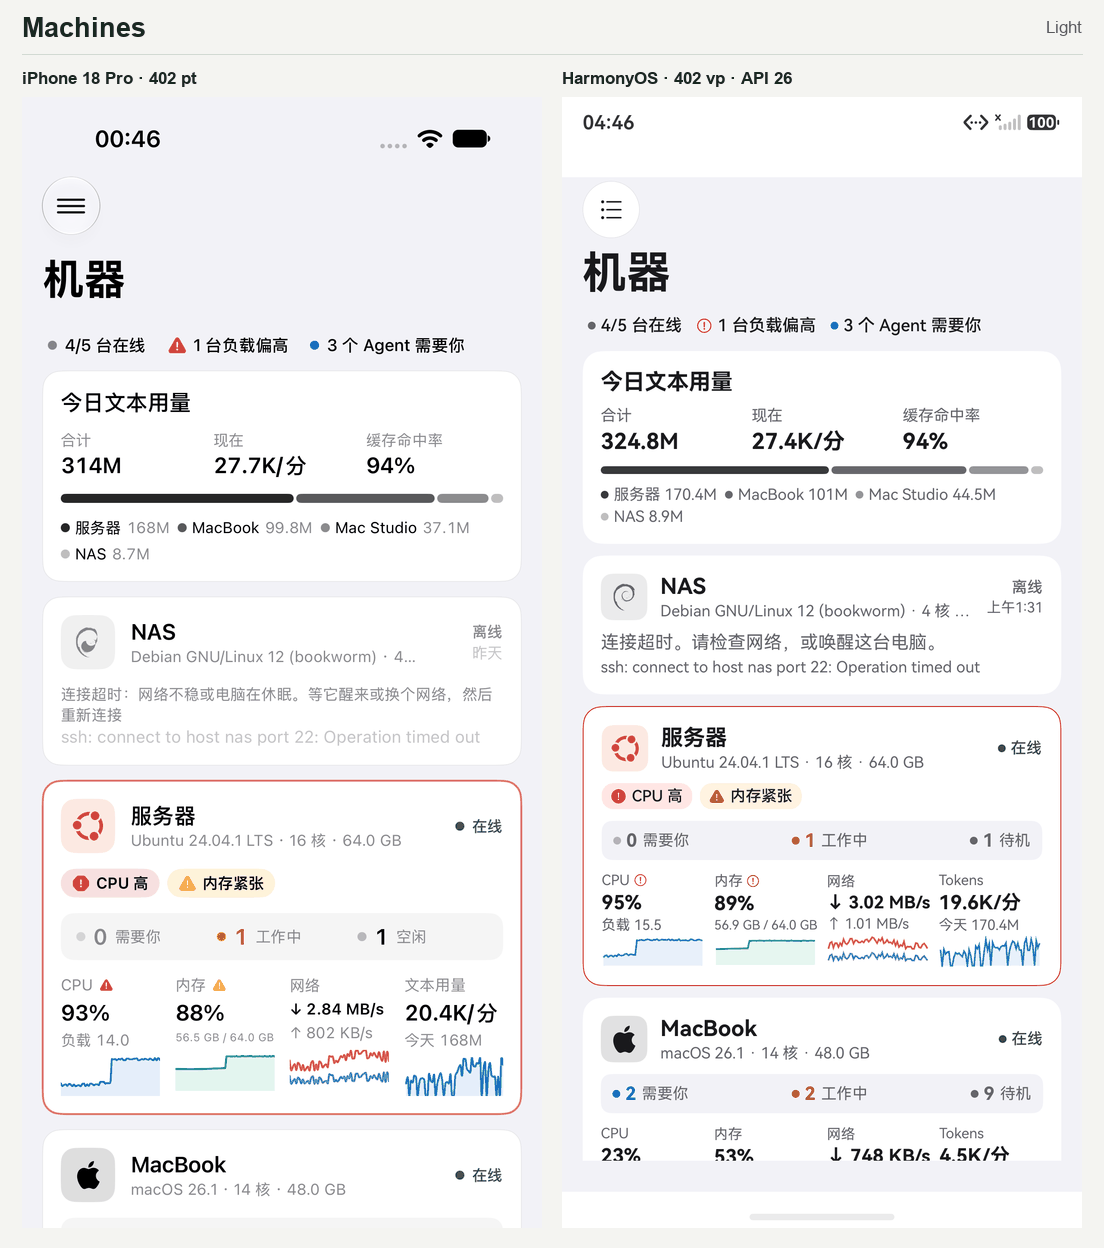 Machines
Light
iPhone 18 Pro · 402 pt
00:46
机器
4/5 台在线 1 台负载偏高 3 个 Agent 需要你
今日文本用量
合计 现在 缓存命中率
314M 27.7K/分 94%
服务器 168M MacBook 99.8M Mac Studio 37.1M
NAS 8.7M
NAS
离线
Debian GNU/Linux 12 (bookworm) · 4...
昨天
连接超时：网络不稳或电脑在休眠。等它醒来或换个网络，然后
重新连接
ssh: connect to host nas port 22: Operation timed out
服务器
在线
Ubuntu 24.04.1 LTS · 16 核 · 64.0 GB
CPU 高 内存紧张
0 需要你 1 工作中 1 空闲
CPU 内存 网络 文本用量
93% 88% ↓ 2.84 MB/s 20.4K/分
负载 14.0 56.5 GB / 64.0 GB ↑ 802 KB/s 今天 168M
MacBook
在线
macOS 26.1 · 14 核 · 48.0 GB
HarmonyOS · 402 vp · API 26
04:46
100
机器
4/5 台在线 1 台负载偏高 3 个 Agent 需要你
今日文本用量
合计 现在 缓存命中率
324.8M 27.4K/分 94%
服务器 170.4M MacBook 101M Mac Studio 44.5M
NAS 8.9M
NAS
离线
Debian GNU/Linux 12 (bookworm) · 4 核 ...
上午1:31
连接超时。请检查网络，或唤醒这台电脑。
ssh: connect to host nas port 22: Operation timed out
服务器
在线
Ubuntu 24.04.1 LTS · 16 核 · 64.0 GB
CPU 高 内存紧张
0 需要你 1 工作中 1 待机
CPU 内存 网络 Tokens
95% 89% ↓ 3.02 MB/s 19.6K/分
负载 15.5 56.9 GB / 64.0 GB ↑ 1.01 MB/s 今天 170.4M
MacBook
在线
macOS 26.1 · 14 核 · 48.0 GB
2 需要你 2 工作中 9 待机
CPU 内存 网络 Tokens
23% 53% ↓ 748 KB/s 4.5K/分